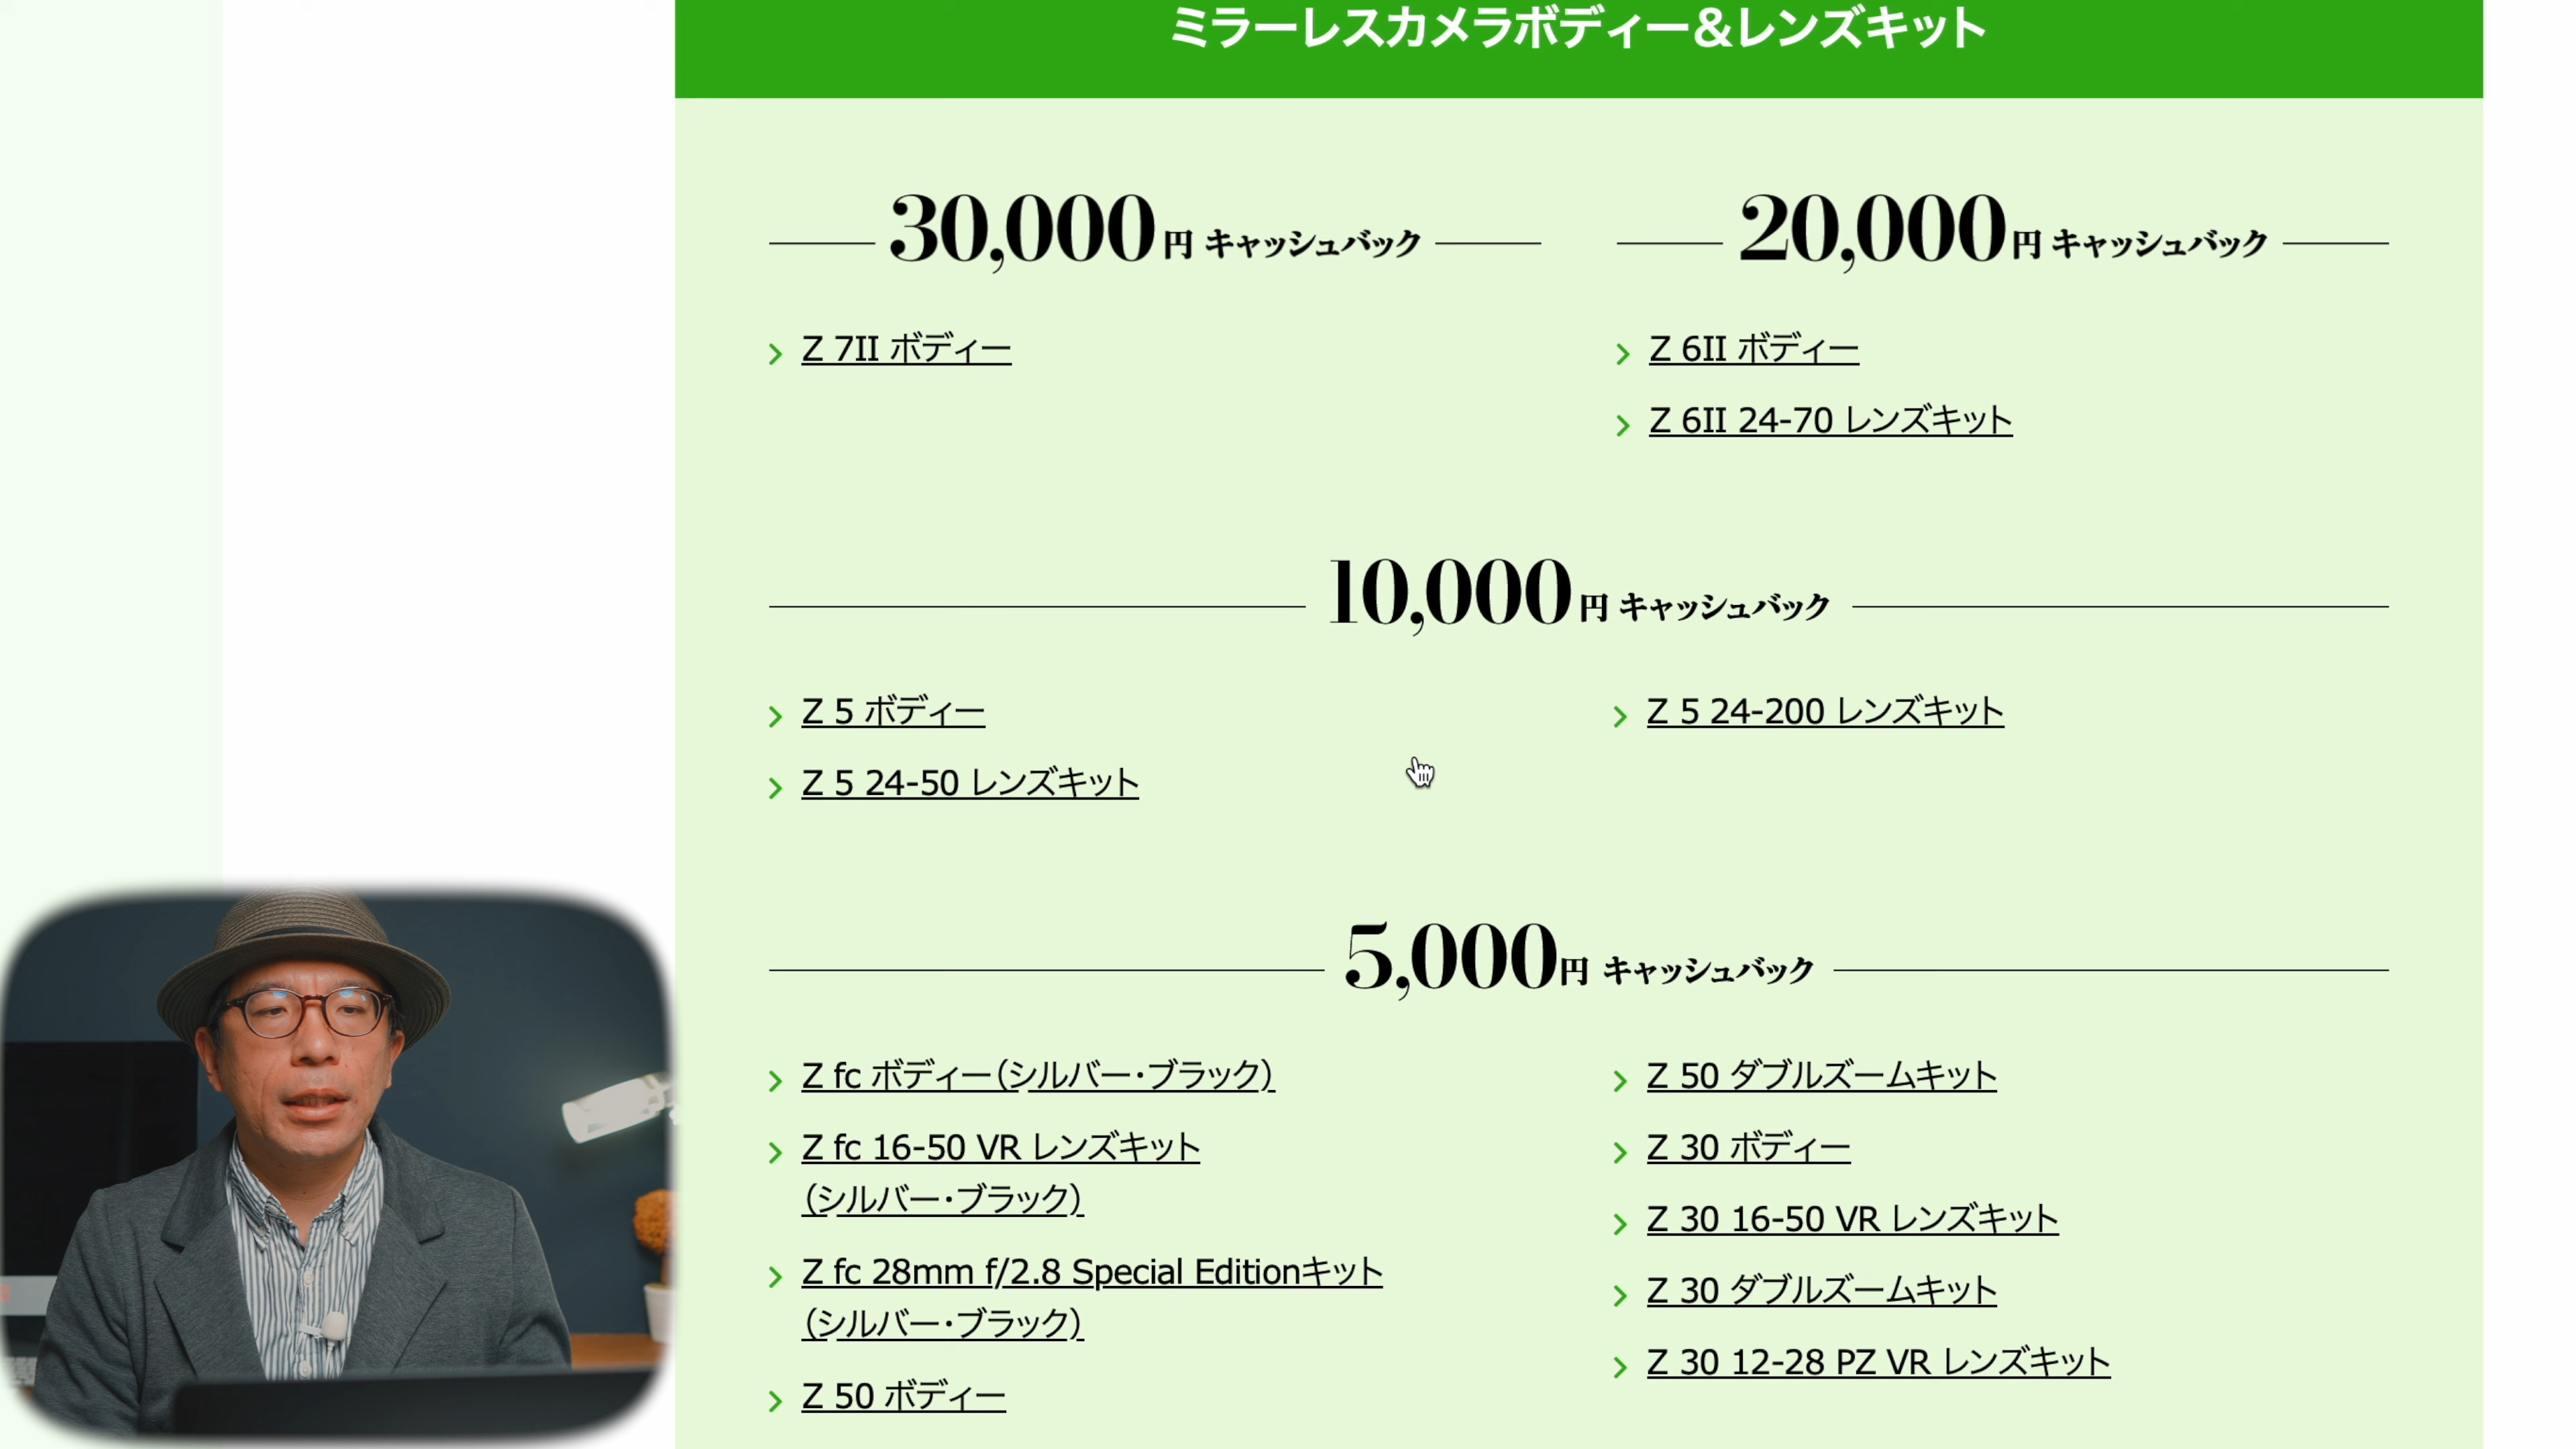 ミラーレスカメラボディー&レンズキット
30,000円 キャッシュバック
Z 7II ボディー
20,000円 キャッシュバック
Z 6II ボディー
Z 6II 24-70 レンズキット
10,000円 キャッシュバック
Z 5 ボディー
Z 5 24-50 レンズキット
Z 5 24-200 レンズキット
5,000円 キャッシュバック
Z fc ボディー（シルバー・ブラック）
Z fc 16-50 VR レンズキット
（シルバー・ブラック）
Z fc 28mm f/2.8 Special Editionキット
（シルバー・ブラック）
Z 50 ボディー
Z 50 ダブルズームキット
Z 30 ボディー
Z 30 16-50 VR レンズキット
Z 30 ダブルズームキット
Z 30 12-28 PZ VR レンズキット